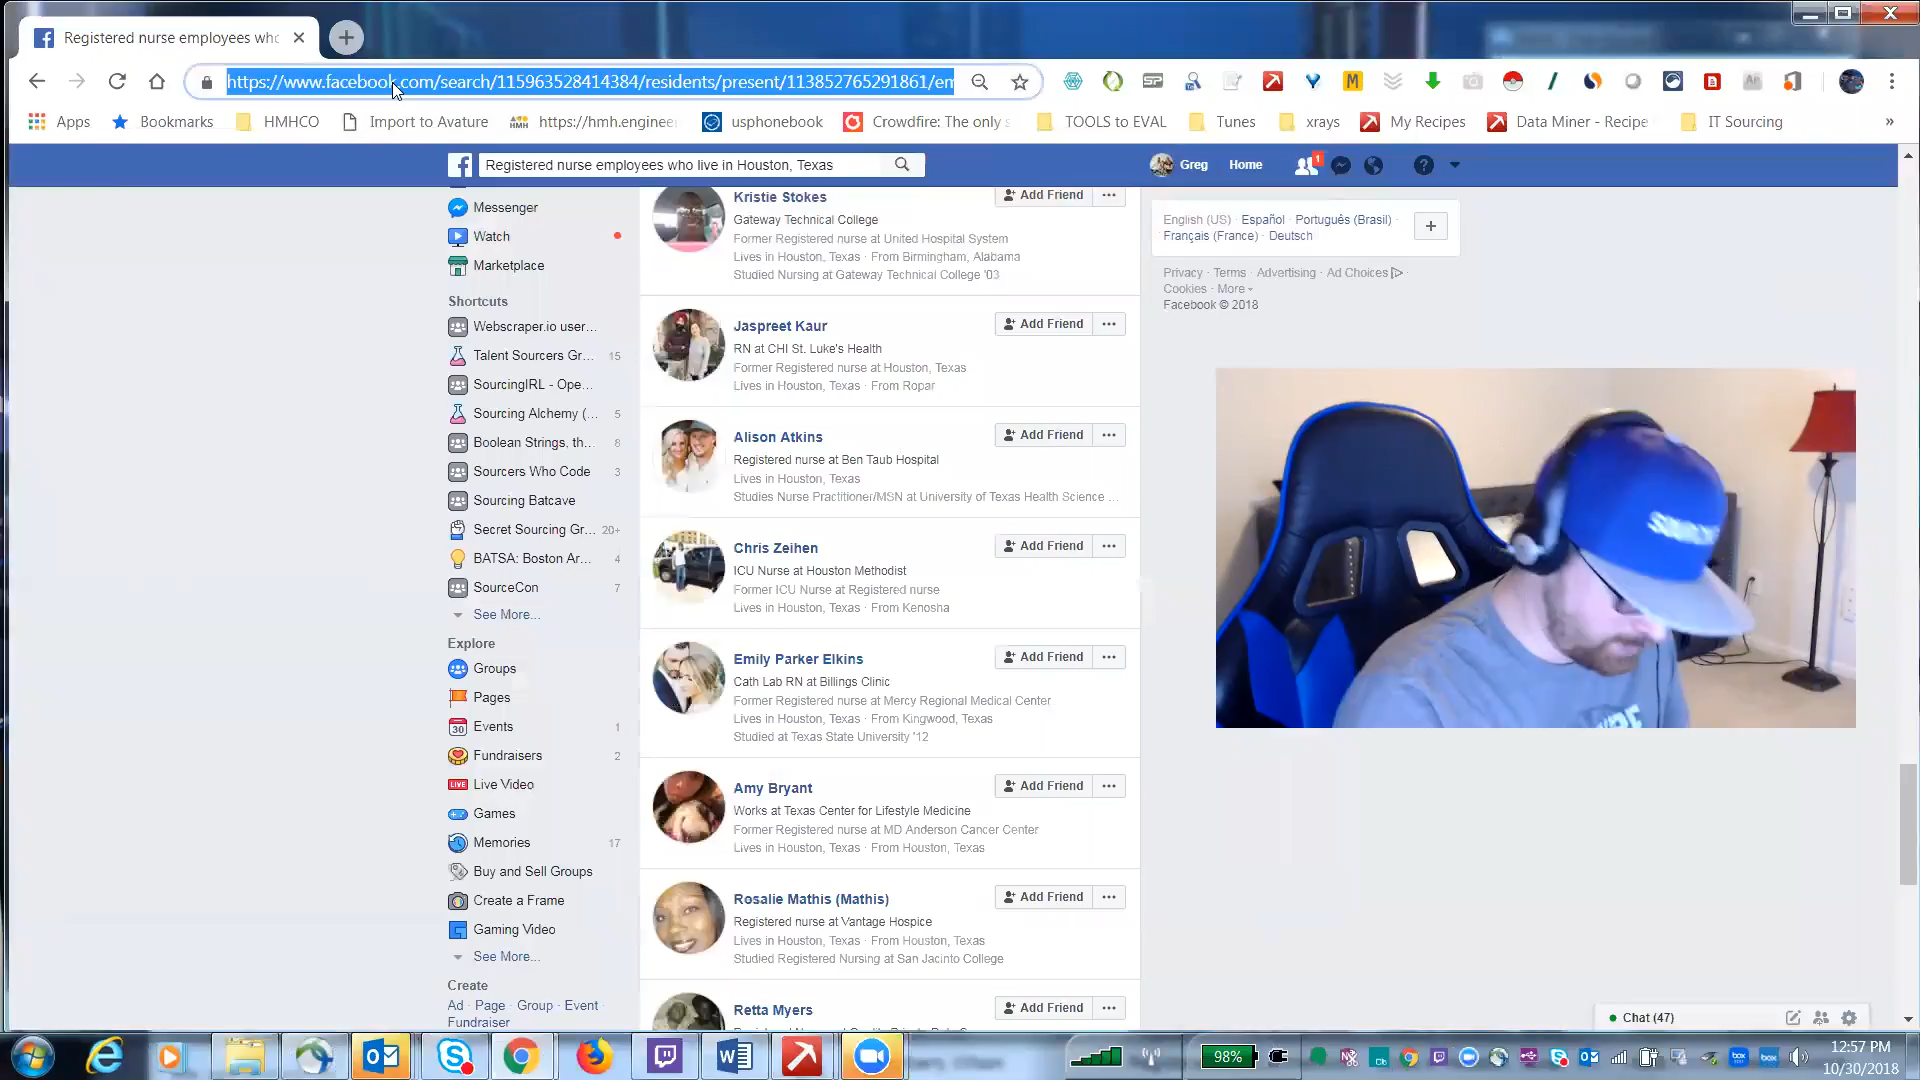 Registered nurse employees who
https://www.facebook.com/search/115963528414384/residents/present/113852765291861/em
Apps
Bookmarks
HMHCO
Import to Avature
https://hmh.enginee
usphonebook
Crowdfire: The only s
TOOLS to EVAL
Tunes
xrays
My Recipes
Data Miner - Recipe
IT Sourcing
»
Registered nurse employees who live in Houston, Texas
Greg
Home
1
Messenger
Watch
Marketplace
Shortcuts
Webscraper.io user...
Talent Sourcers Gr... 15
SourcingIRL - Ope...
Sourcing Alchemy (... 5
Boolean Strings, th... 8
Sourcers Who Code 3
Sourcing Batcave
Secret Sourcing Gr... 20+
BATSA: Boston Ar... 4
SourceCon 7
See More...
Explore
Groups
Pages
Events 1
Fundraisers 2
Live Video
Games
Memories 17
Buy and Sell Groups
Create a Frame
Gaming Video
See More...
Create
Ad · Page · Group · Event ·
Fundraiser
Kristie Stokes
Add Friend
Gateway Technical College
Former Registered nurse at United Hospital System
Lives in Houston, Texas · From Birmingham, Alabama
Studied Nursing at Gateway Technical College '03
Jaspreet Kaur
Add Friend
RN at CHI St. Luke's Health
Former Registered nurse at Houston, Texas
Lives in Houston, Texas · From Ropar
Alison Atkins
Add Friend
Registered nurse at Ben Taub Hospital
Lives in Houston, Texas
Studies Nurse Practitioner/MSN at University of Texas Health Science ...
Chris Zeihen
Add Friend
ICU Nurse at Houston Methodist
Former ICU Nurse at Registered nurse
Lives in Houston, Texas · From Kenosha
Emily Parker Elkins
Add Friend
Cath Lab RN at Billings Clinic
Former Registered nurse at Mercy Regional Medical Center
Lives in Houston, Texas · From Kingwood, Texas
Studied at Texas State University '12
Amy Bryant
Add Friend
Works at Texas Center for Lifestyle Medicine
Former Registered nurse at MD Anderson Cancer Center
Lives in Houston, Texas · From Houston, Texas
Rosalie Mathis (Mathis)
Add Friend
Registered nurse at Vantage Hospice
Lives in Houston, Texas · From Houston, Texas
Studied Registered Nursing at San Jacinto College
Retta Myers
Add Friend
English (US) · Español · Português (Brasil) ·
Français (France) · Deutsch
Privacy · Terms · Advertising · Ad Choices ·
Cookies · More
Facebook © 2018
Chat (47)
98%
12:57 PM
10/30/2018